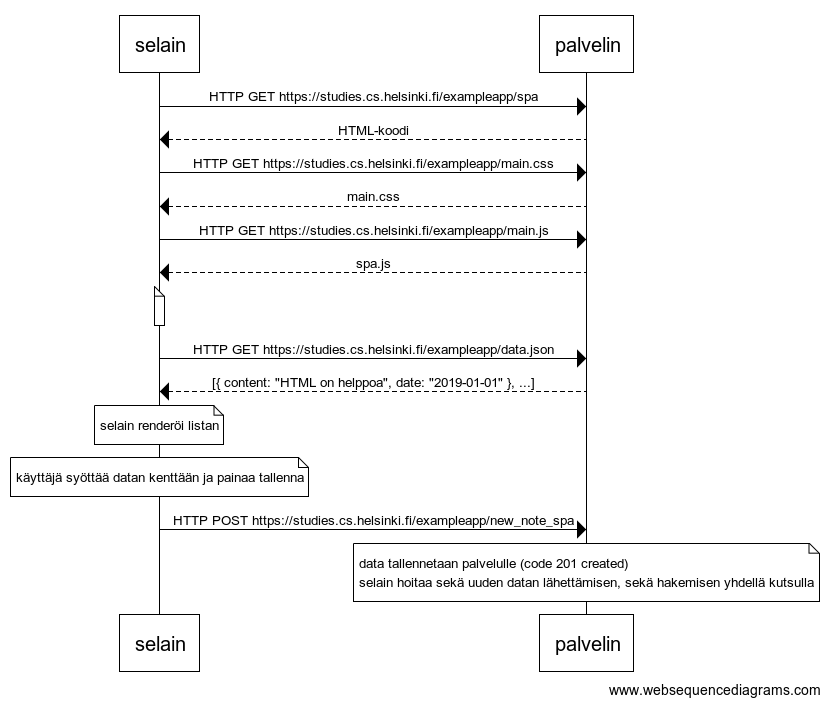 selain palvelin
HTTP GET https://studies.cs.helsinki.fi/exampleapp/spa
HTML-koodi
HTTP GET https://studies.cs.helsinki.fi/exampleapp/main.css
main.css
HTTP GET https://studies.cs.helsinki.fi/exampleapp/main.js
spa.js
HTTP GET https://studies.cs.helsinki.fi/exampleapp/data.json
[{ content: "HTML on helppoa", date: "2019-01-01" }, ...]
selain renderöi listan
käyttäjä syöttää datan kenttään ja painaa tallenna
HTTP POST https://studies.cs.helsinki.fi/exampleapp/new_note_spa
data tallennetaan palvelulle (code 201 created)
selain hoitaa sekä uuden datan lähettämisen, sekä hakemisen yhdellä kutsulla
selain palvelin
www.websequencediagrams.com